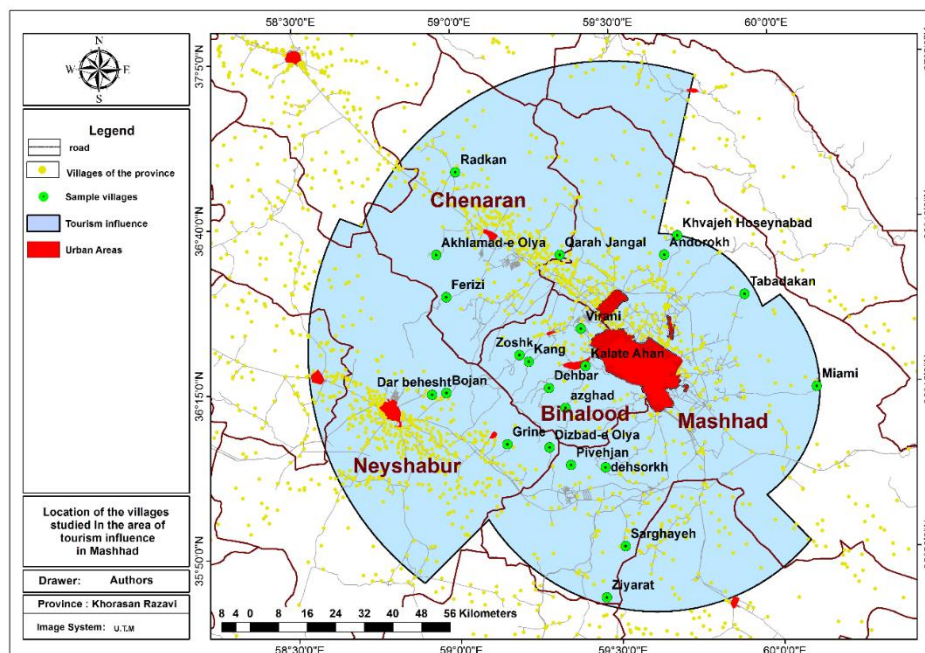 58°30'0"E
59°0'0"E
59°30'0"E
60°0'0"E
N
W
E
S
Legend
road
Villages of the province
Sample villages
Tourism influence
Urban Areas
Location of the villages
studied In the area of
tourism influence
in Mashhad
Drawer: Authors
Province : Khorasan Razavi
Image System: U.T.M
37°5'0"N
36°40'0"N
36°15'0"N
35°50'0"N
Radkan
Chenaran
Khvajeh Hoseynabad
Akhlamad-e Olya
Qarah Jangal
Andorokh
Ferizi
Tabadakan
Virani
Zoshk
Kang
Kalate Ahan
Dar behesht
Bojan
Dehbar
Miami
azghad
Binalood
Mashhad
Grine
Dizbad-e Olya
Neyshabur
Pivehjan
dehsorkh
Sarghayeh
Ziyarat
8 4 0 8 16 24 32 40 48 56 Kilometers
58°30'0"E
59°0'0"E
59°30'0"E
60°0'0"E